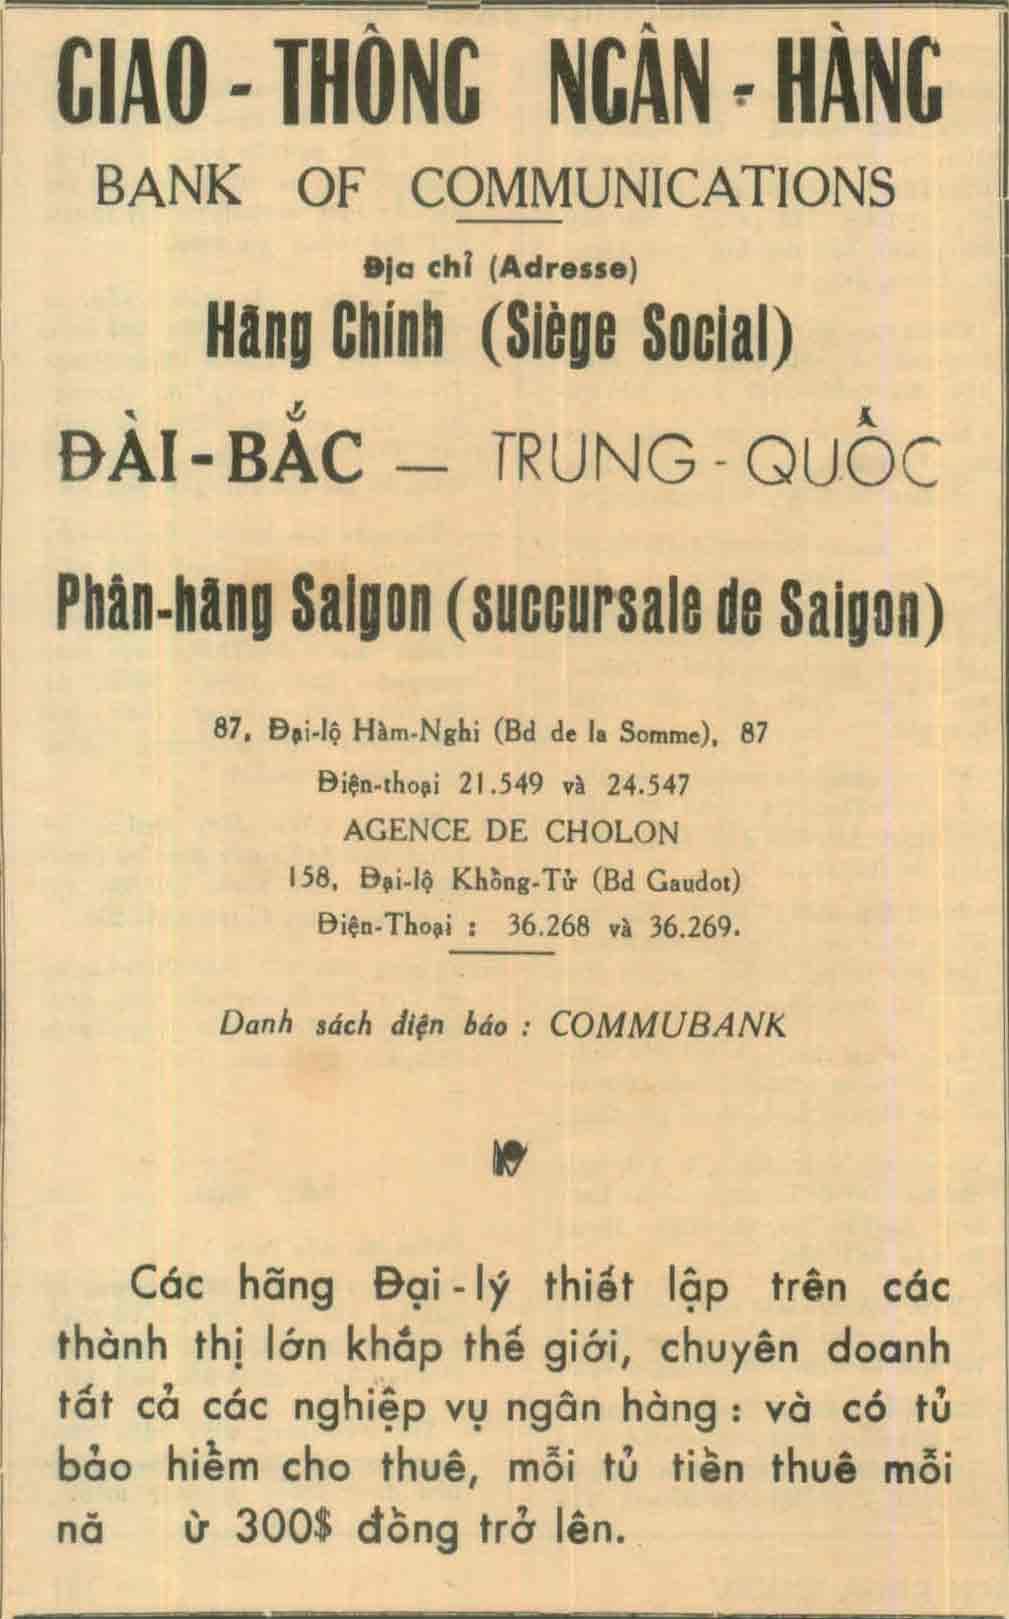 GIAO - THÔNG NGÂN - HÀNG
BANK OF COMMUNICATIONS
Địa chỉ (Adresse)
Hãng Chính (Siège Social)
ĐÀI - BẮC — TRUNG - QUỐC
Phân-hãng Saigon (succursale de Saigon)
87, Đại-lộ Hàm-Nghi (Bd de la Somme), 87
Điện-thoại 21.549 và 24.547
AGENCE DE CHOLON
158, Đại-lộ Khồng-Tử (Bd Gaudot)
Điện-Thoại : 36.268 và 36.269.
Danh sách điện báo : COMMUBANK
Các hãng Đại - lý thiết lập trên các
thành thị lớn khắp thế giới, chuyên doanh
tất cả các nghiệp vụ ngân hàng : và có tủ
bảo hiểm cho thuê, mỗi tủ tiền thuê mỗi
300$ đồng trở lên.